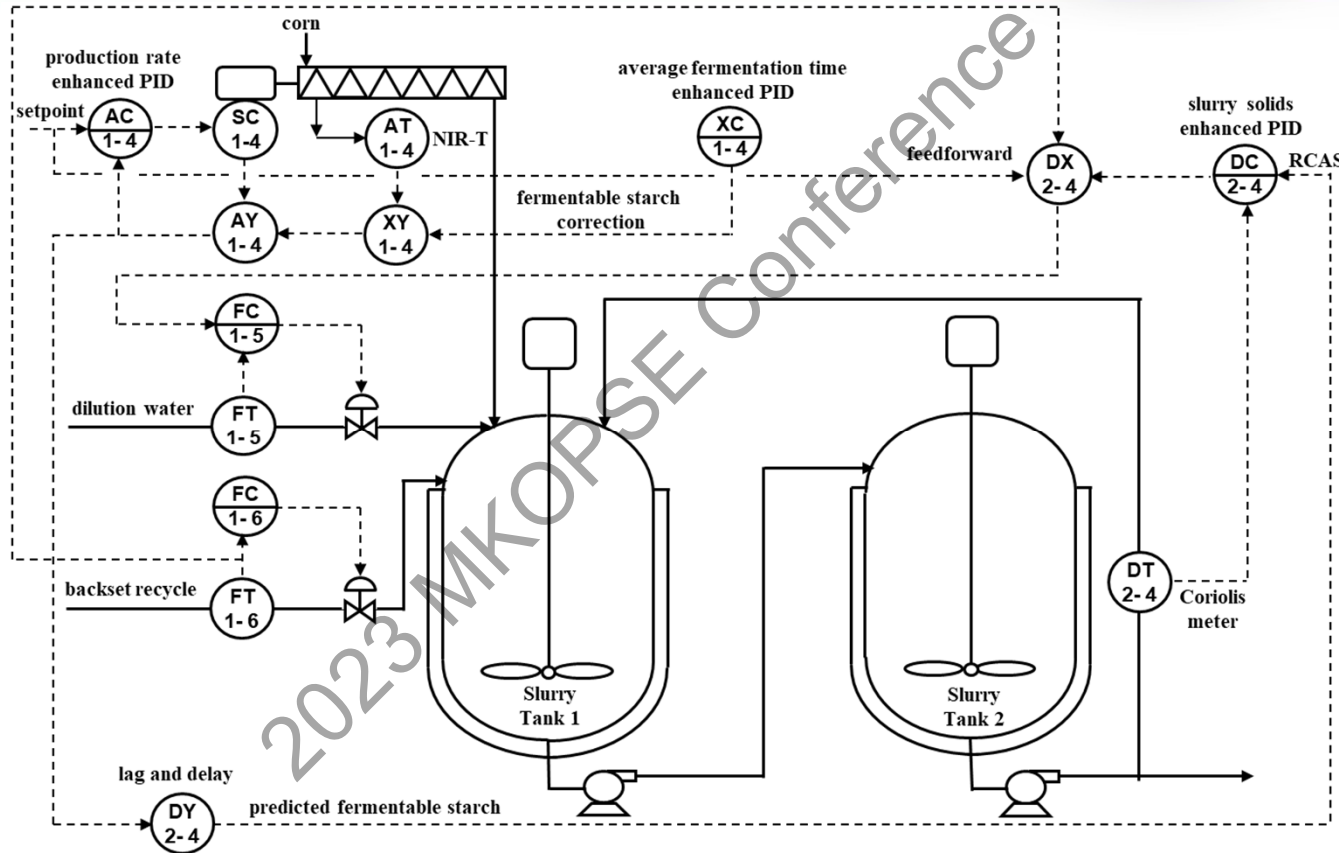 corn
production rate
enhanced PID
average fermentation time
enhanced PID
slurry solids
enhanced PID
setpoint
AC
1- 4
SC
1-4
AT
1- 4
NIR-T
XC
1- 4
feedforward
DX
2- 4
DC
2- 4
RCAS
AY
1- 4
XY
1- 4
fermentable starch
correction
FC
1- 5
dilution water
FT
1- 5
FC
1- 6
backset recycle
FT
1- 6
DT
2- 4
Coriolis
meter
Slurry
Tank 1
Slurry
Tank 2
lag and delay
DY
2- 4
predicted fermentable starch
2023 MKOPSE Conference